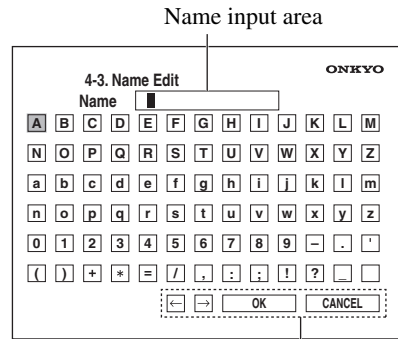 Name input area
ONKYO
4-3. Name Edit
Name
A B C D E F G H I J K L M
N O P Q R S T U V W X Y Z
a b c d e f g h i j k l m
n o p q r s t u v w x y z
0 1 2 3 4 5 6 7 8 9 – . '
( ) + * = / , : ; ! ? _
← → OK CANCEL